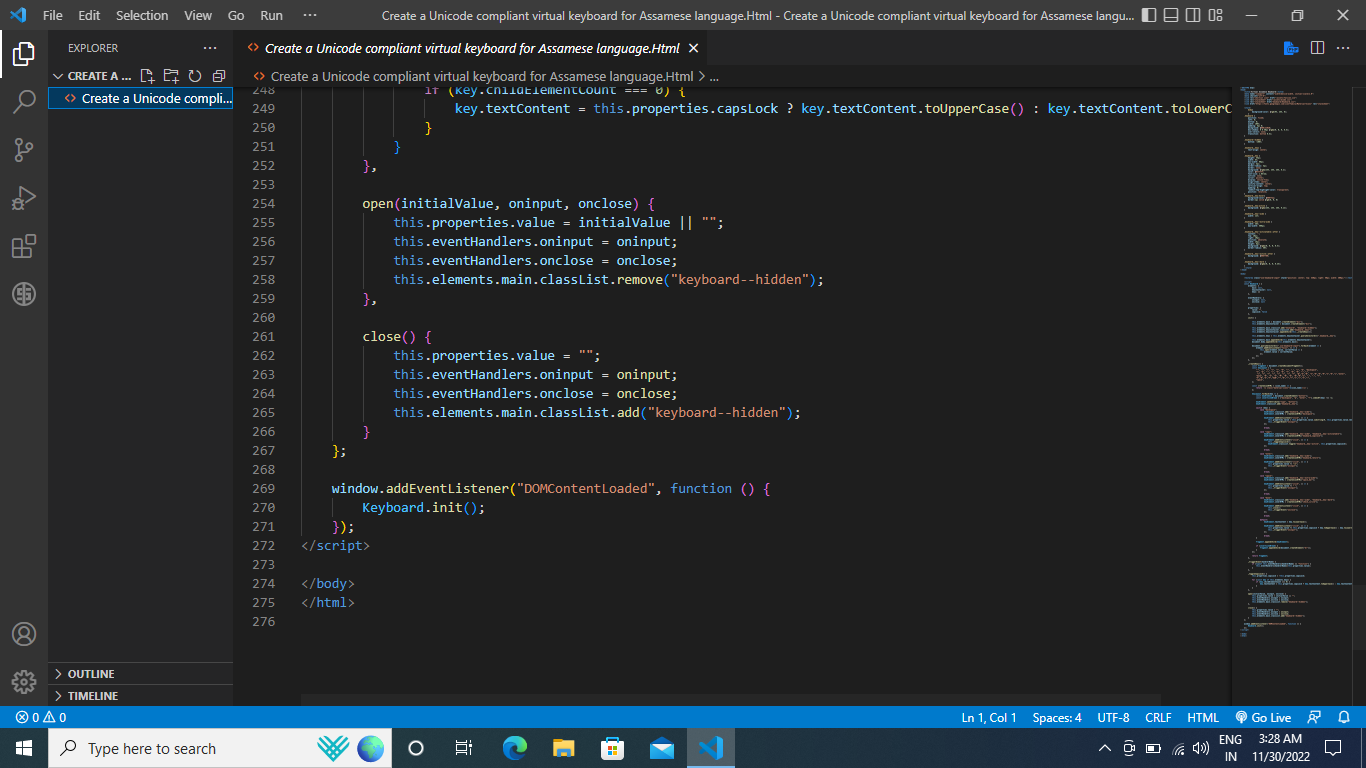 File Edit Selection View Go Run ··· Create a Unicode compliant virtual keyboard for Assamese language.Html - Create a Unicode compliant virtual keyboard for Assamese langu...
EXPLORER ···
CREATE A ...
Create a Unicode compli...
OUTLINE
TIMELINE
Create a Unicode compliant virtual keyboard for Assamese language.Html
Create a Unicode compliant virtual keyboard for Assamese language.Html > ...
248 if (key.childElementCount === 0) {
249 key.textContent = this.properties.capsLock ? key.textContent.toUpperCase() : key.textContent.toLowerC
250 }
251 }
252 },
253
254 open(initialValue, oninput, onclose) {
255 this.properties.value = initialValue || "";
256 this.eventHandlers.oninput = oninput;
257 this.eventHandlers.onclose = onclose;
258 this.elements.main.classList.remove("keyboard--hidden");
259 },
260
261 close() {
262 this.properties.value = "";
263 this.eventHandlers.oninput = oninput;
264 this.eventHandlers.onclose = onclose;
265 this.elements.main.classList.add("keyboard--hidden");
266 }
267 };
268
269 window.addEventListener("DOMContentLoaded", function () {
270 Keyboard.init();
271 });
272 </script>
273
274 </body>
275 </html>
276
0 0 Ln 1, Col 1 Spaces: 4 UTF-8 CRLF HTML Go Live
Type here to search
ENG
IN
3:28 AM
11/30/2022